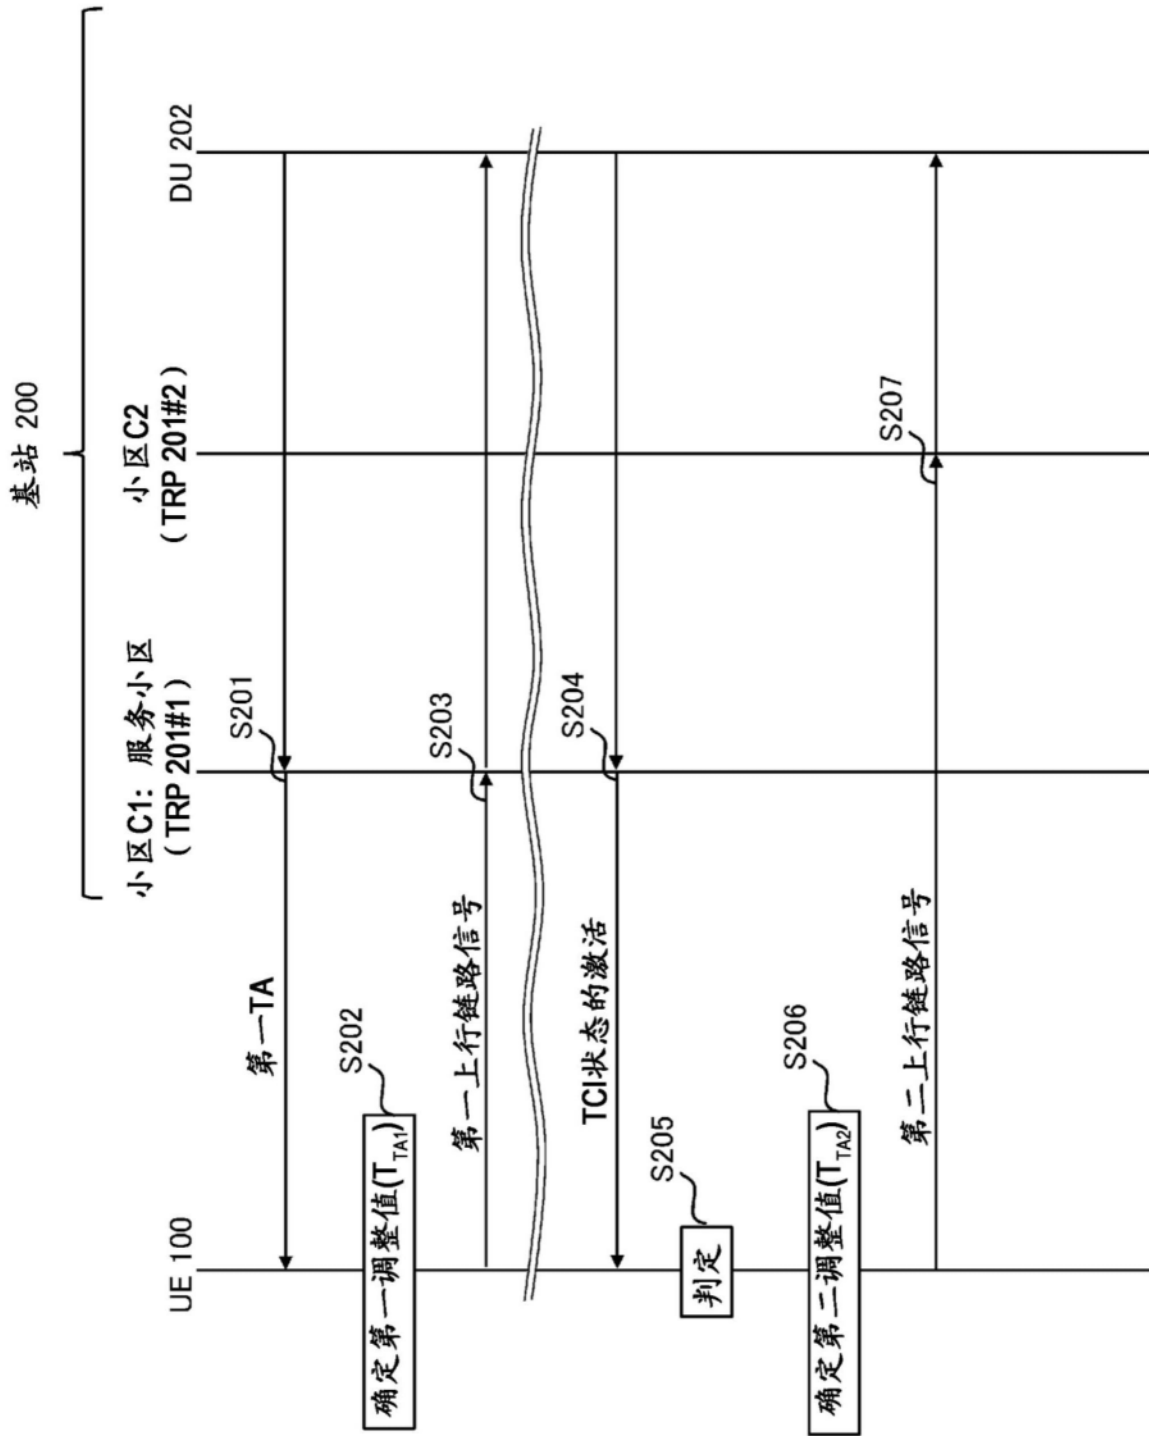 基站 200
UE 100
小区C1：服务小区
（TRP 201#1）
小区C2
（TRP 201#2）
DU 202
第一TA
S201
确定第一调整值(T_TA1)
S202
第一上行链路信号
S203
TCI状态的激活
S204
判定
S205
确定第二调整值(T_TA2)
S206
第二上行链路信号
S207